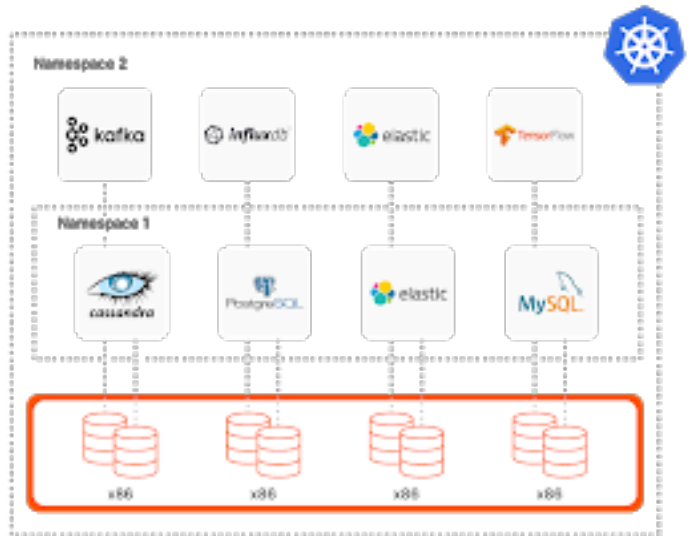 Namespace 2
kafka
influxdb
elastic
TensorFlow
Namespace 1
cassandra
PostgreSQL
elastic
MySQL
x86
x86
x86
x86